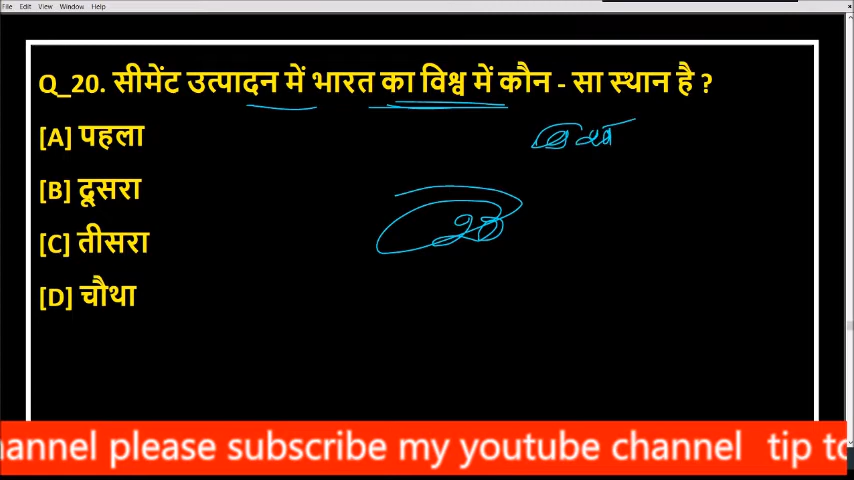 File Edit View Window Help
Q_20. सीमेंट उत्पादन में भारत का विश्व में कौन - सा स्थान है ?
[A] पहला
[B] दूसरा
[C] तीसरा
[D] चौथा
hannel please subscribe my youtube channel tip to